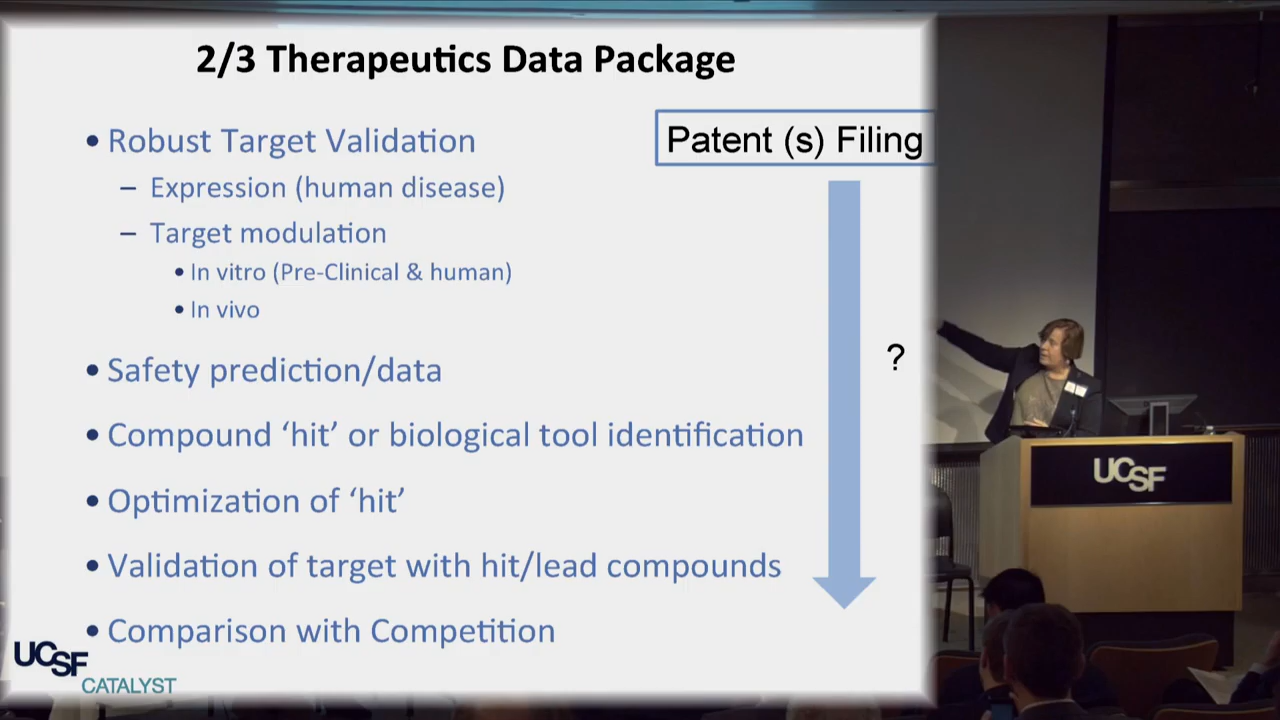 2/3 Therapeutics Data Package
• Robust Target Validation
– Expression (human disease)
– Target modulation
• In vitro (Pre-Clinical & human)
• In vivo
• Safety prediction/data
• Compound ‘hit’ or biological tool identification
• Optimization of ‘hit’
• Validation of target with hit/lead compounds
• Comparison with Competition
Patent (s) Filing
?
UCSF
CATALYST
UCSF